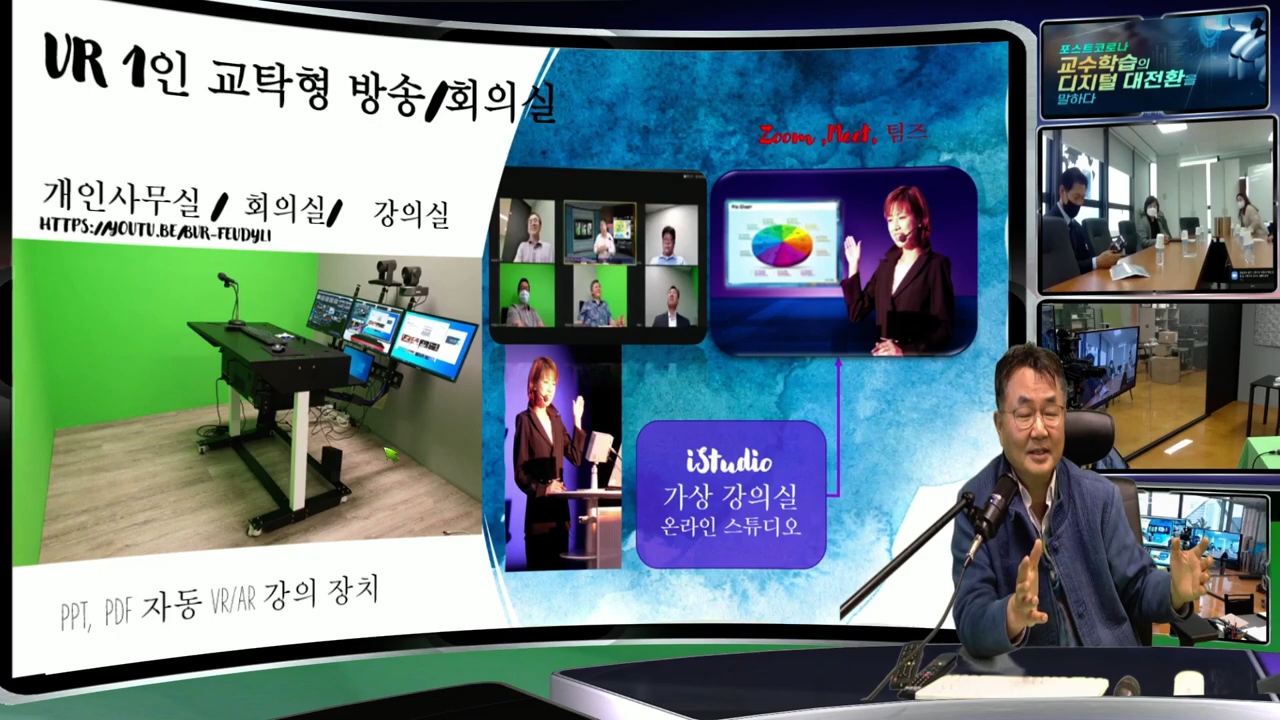 VR 1인 교탁형 방송/회의실
Zoom ,Meet, 팀즈
개인사무실 / 회의실/ 강의실
HTTPS://YOUTU.BE/BUR-FEUDYLI
iStudio
가상 강의실
온라인 스튜디오
PPT, PDF 자동 VR/AR 강의 장치
포스트코로나
교수학습의
디지털 대전환을
말하다